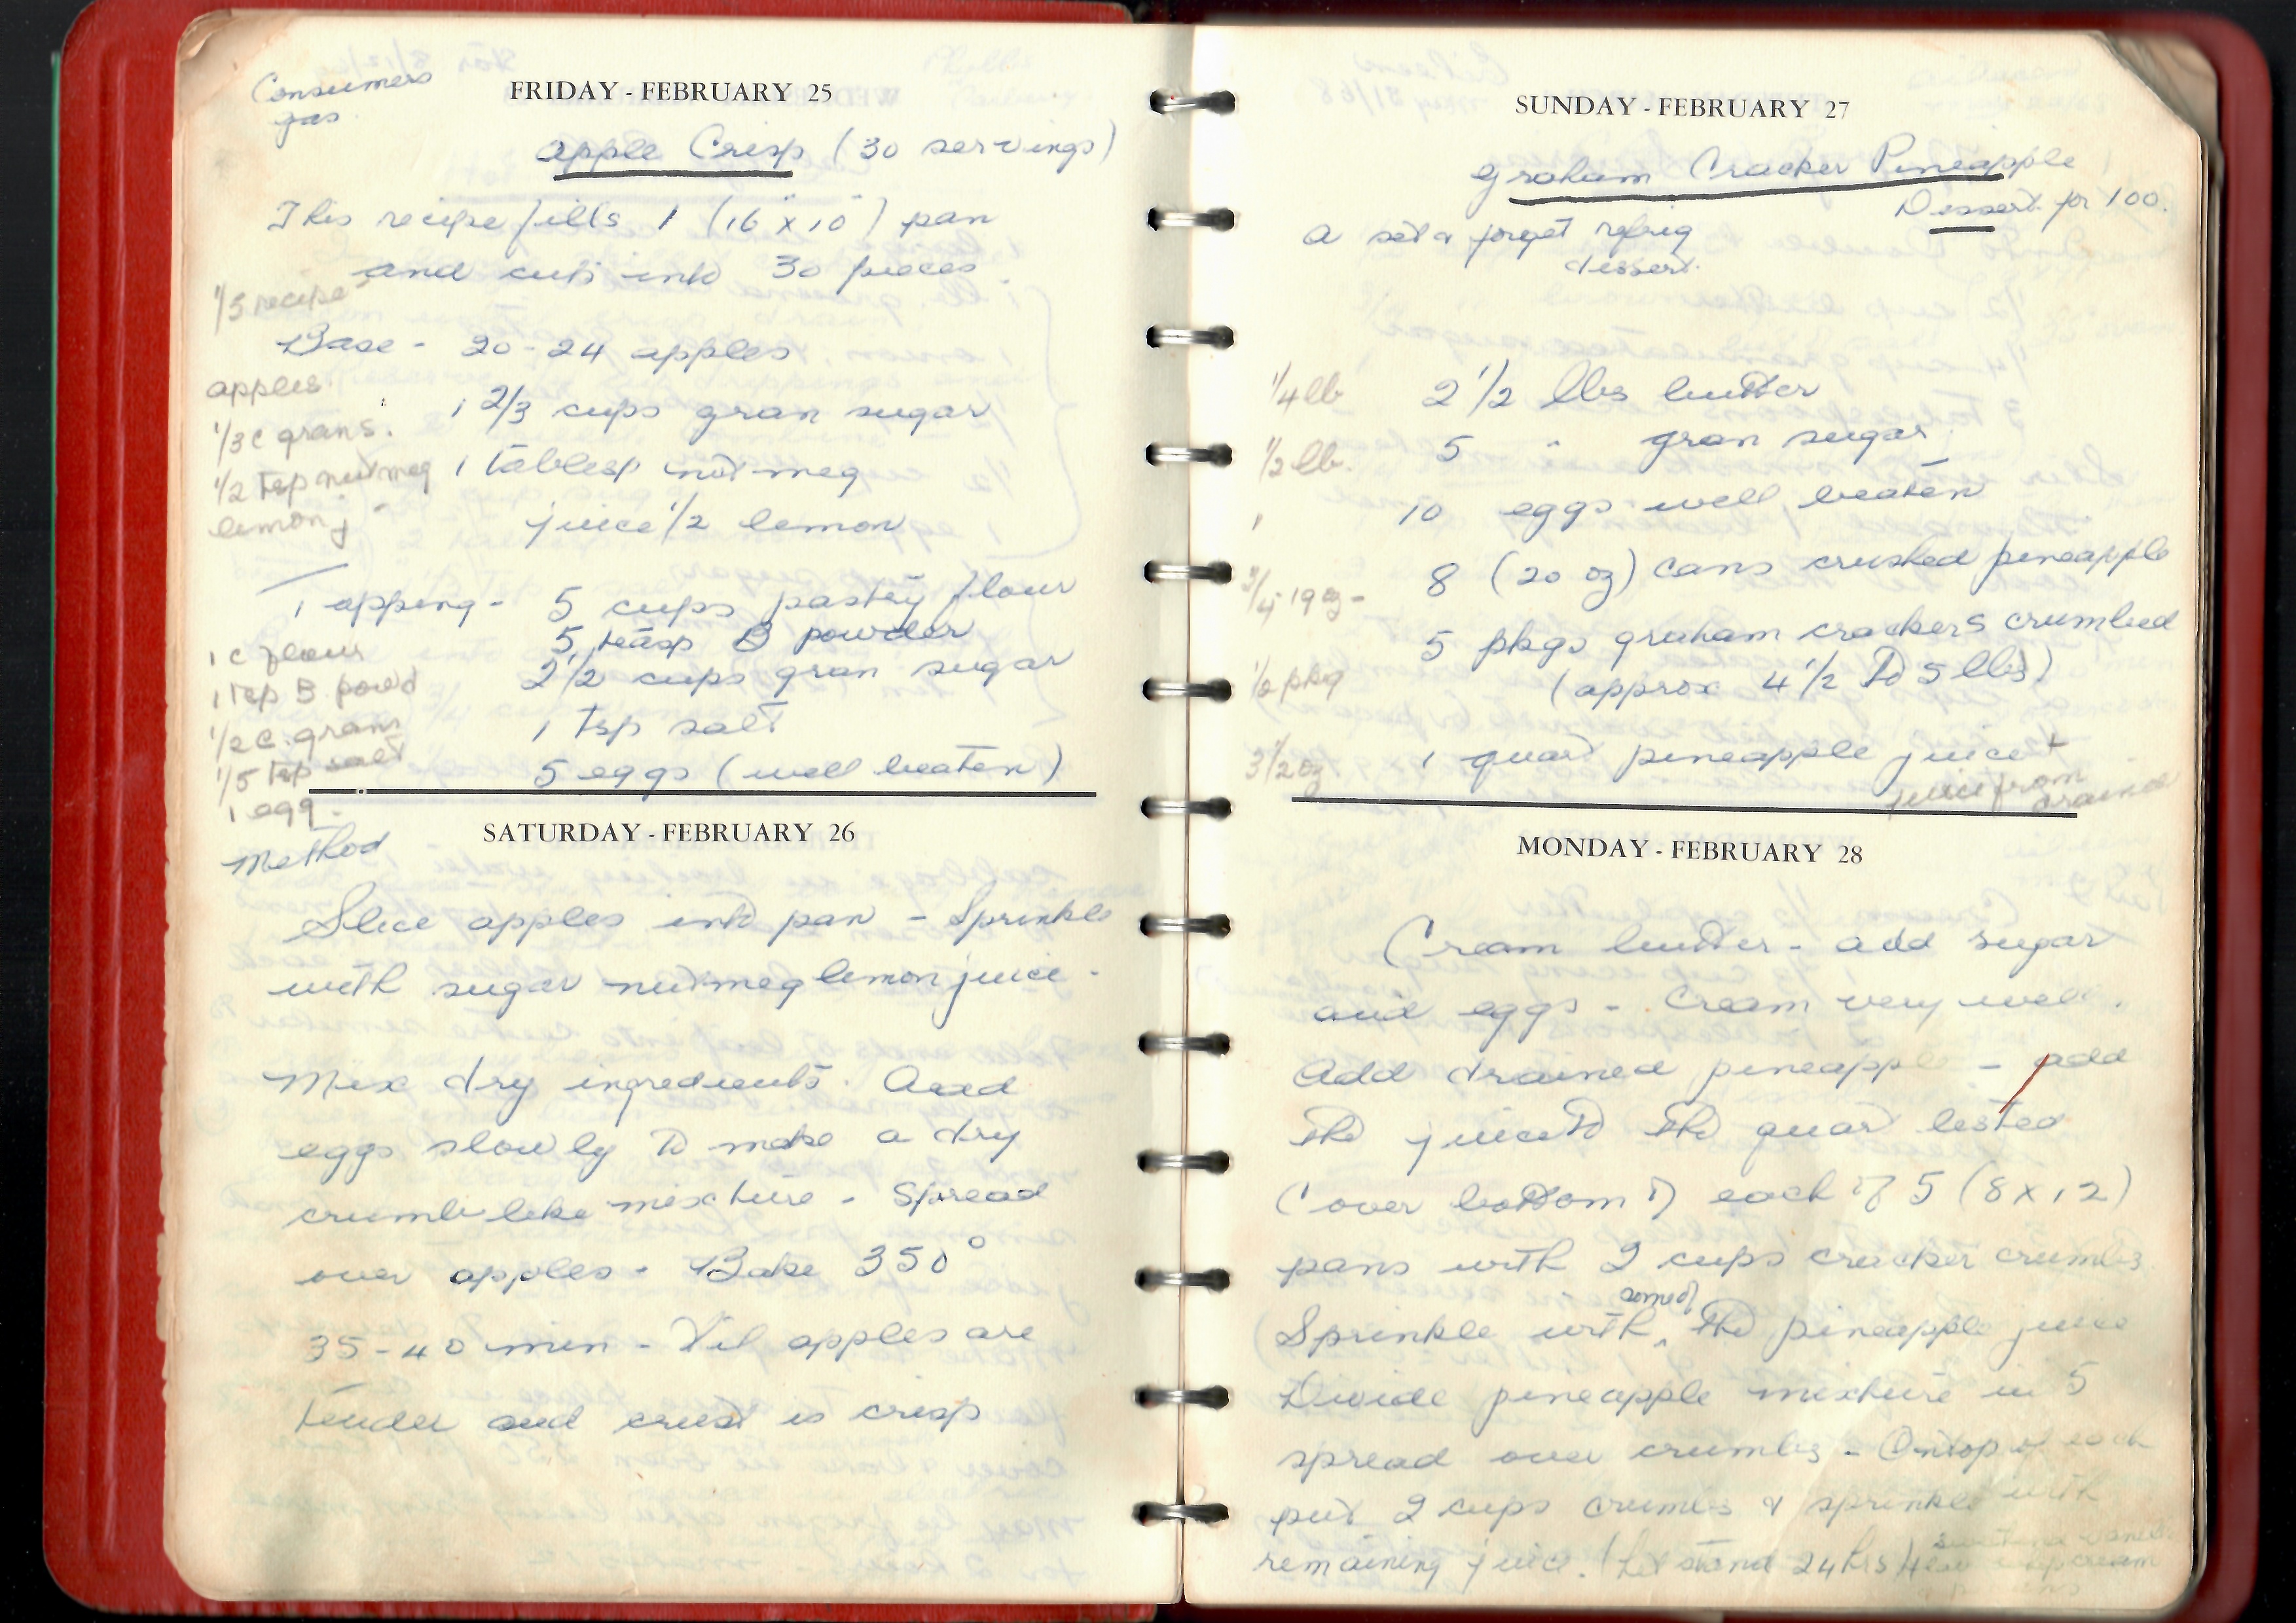 Consumers
gas
FRIDAY - FEBRUARY 25
Apple Crisp (30 servings)
This recipe fills 1 (16" x 10") pan
and cuts into 30 pieces
1/5 recipe
Base - 20-24 apples
apples.
1 2/3 cups gran sugar
1/3 c grans.
1 tablesp nutmeg
1/2 tsp nutmeg
juice 1/2 lemon
lemon j
Topping - 5 cups pastry flour
5 teasp B powder
1 c flour
2 1/2 cups gran sugar
1 tsp B powd
1 tsp salt
1/2 c. gran
1/5 tsp salt
5 eggs (well beaten)
1 egg.
SATURDAY - FEBRUARY 26
Method
Slice apples into pan - Sprinkle
with sugar nutmeg lemon juice -
Mix dry ingredients. Add
eggs slowly to make a dry
crumb like mixture - Spread
over apples - Bake 350°
35-40 min - Til apples are
tender and crust is crisp
SUNDAY - FEBRUARY 27
Graham Cracker Pineapple
Dessert for 100.
a set & forget refrig
dessert.
1/4 lb 2 1/2 lbs butter
1/2 lb. 5 " gran sugar
1 10 eggs well beaten
8 (20 oz) cans crushed pineapple
3/4 - 19 oz -
5 pkgs graham crackers crumbled
1/2 pkg (approx 4 1/2 to 5 lbs)
3 1/2 oz 1 quart pineapple juice +
juice from
drained
MONDAY - FEBRUARY 28
Cream butter - add sugar
and eggs - Cream very well.
Add drained pineapple - add
the juice to the quart listed
Cover bottom of each of 5 (8 x 12)
pans with 2 cups cracker crumbs
some of
Sprinkle with the pineapple juice
Divide pineapple mixture in 5
spread over crumbs - On top of each
put 2 cups crumbs & sprinkle with
remaining juice. (Let stand 24 hrs)